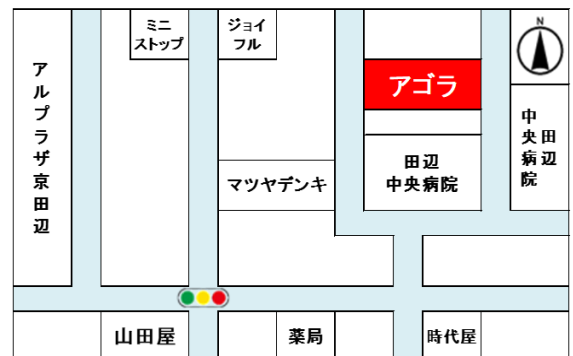 ミニ
ストップ
ジョイ
フル
N
アルプラザ京田辺
アゴラ
田辺
中央病院
田辺
中央病院
マツヤデンキ
山田屋
薬局
時代屋